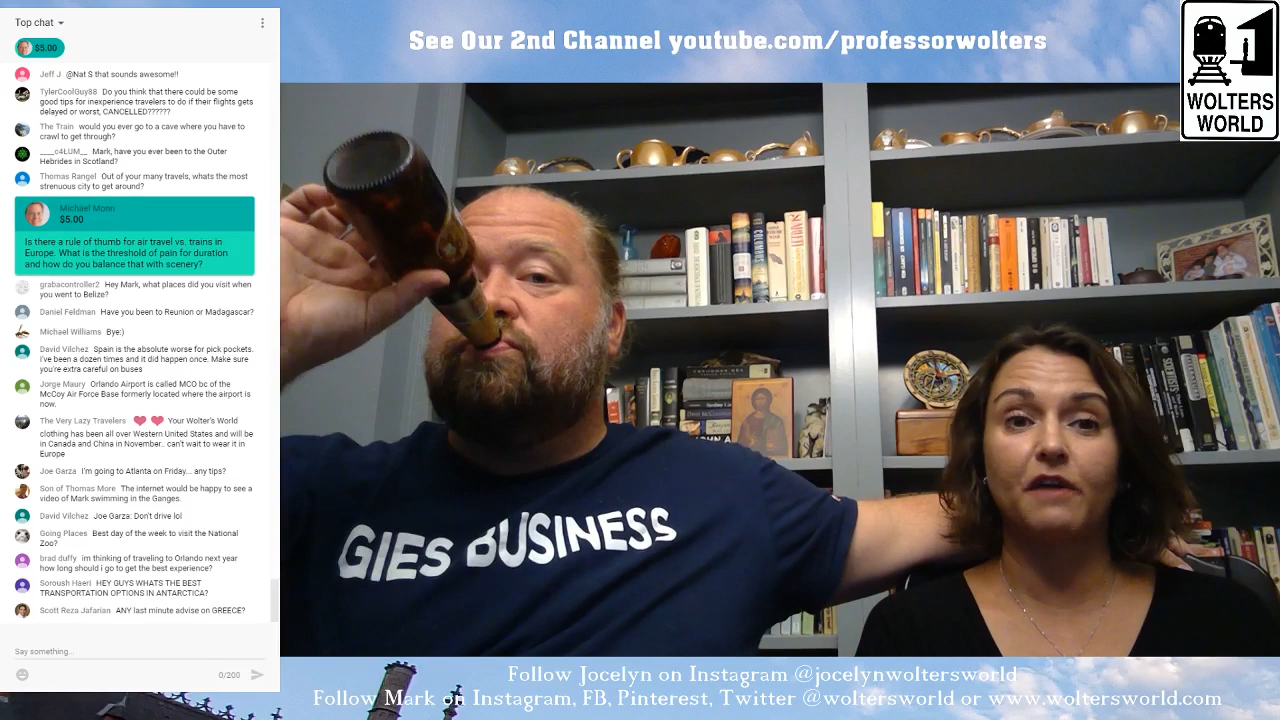 Top chat
$5.00
Jeff J @Nat S that sounds awesome!!
TylerCoolGuy88 Do you think that there could be some
good tips for inexperience travelers to do if their flights gets
delayed or worst, CANCELLED??????
The Train would you ever go to a cave where you have to
crawl to get through?
____c4ŁUM__ Mark, have you ever been to the Outer
Hebrides in Scotland?
Thomas Rangel Out of your many travels, whats the most
strenuous city to get around?
Michael Monn
$5.00
Is there a rule of thumb for air travel vs. trains in
Europe. What is the threshold of pain for duration
and how do you balance that with scenery?
grabacontroller2 Hey Mark, what places did you visit when
you went to Belize?
Daniel Feldman Have you been to Reunion or Madagascar?
Michael Williams Bye:)
David Vilchez Spain is the absolute worse for pick pockets.
i've been a dozen times and it did happen once. Make sure
you're extra careful on buses
Jorge Maury Orlando Airport is called MCO bc of the
McCoy Air Force Base formerly located where the airport is
now.
The Very Lazy Travelers ❤ ❤ Your Wolter's World
clothing has been all over Western United States and will be
in Canada and China in November.. can't wait to wear it in
Europe
Joe Garza I'm going to Atlanta on Friday... any tips?
Son of Thomas More The internet would be happy to see a
video of Mark swimming in the Ganges.
David Vilchez Joe Garza: Don't drive lol
Going Places Best day of the week to visit the National
Zoo?
brad duffy im thinking of traveling to Orlando next year
how long should i go to get the best experience?
Soroush Haeri HEY GUYS WHATS THE BEST
TRANSPORTATION OPTIONS IN ANTARCTICA?
Scott Reza Jafarian ANY last minute advise on GREECE?
Say something...
0/200
See Our 2nd Channel youtube.com/professorwolters
WOLTERS
WORLD
GIES BUSINESS
Follow Jocelyn on Instagram @jocelynwoltersworld
Follow Mark on Instagram, FB, Pinterest, Twitter @woltersworld or www.woltersworld.com